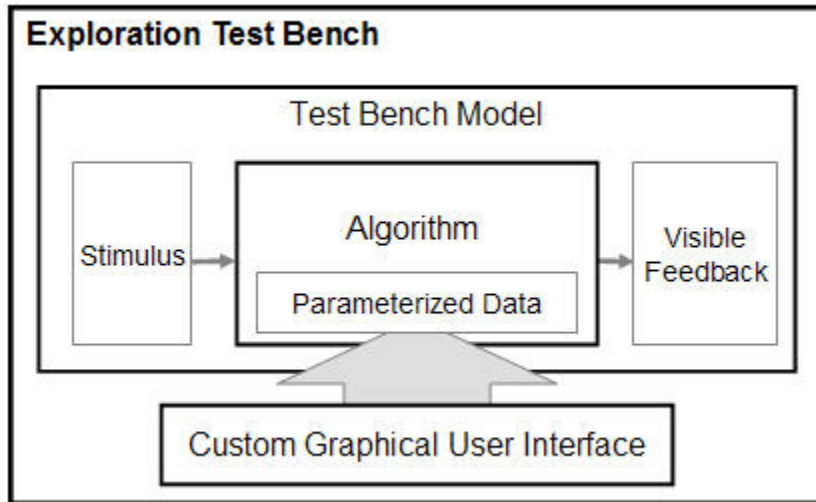 Exploration Test Bench
Test Bench Model
Stimulus
Algorithm
Parameterized Data
Visible
Feedback
Custom Graphical User Interface